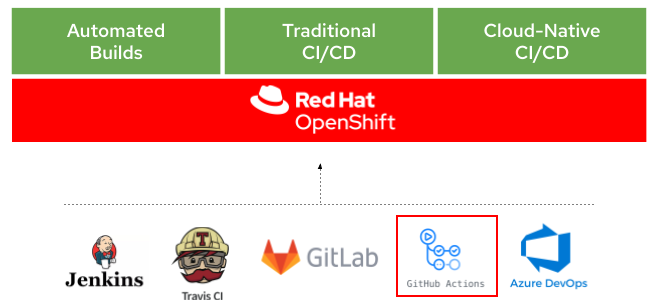 Automated
Builds
Traditional
CI/CD
Cloud-Native
CI/CD
Red Hat
OpenShift
Jenkins
T
Travis CI
GitLab
GitHub Actions
Azure DevOps